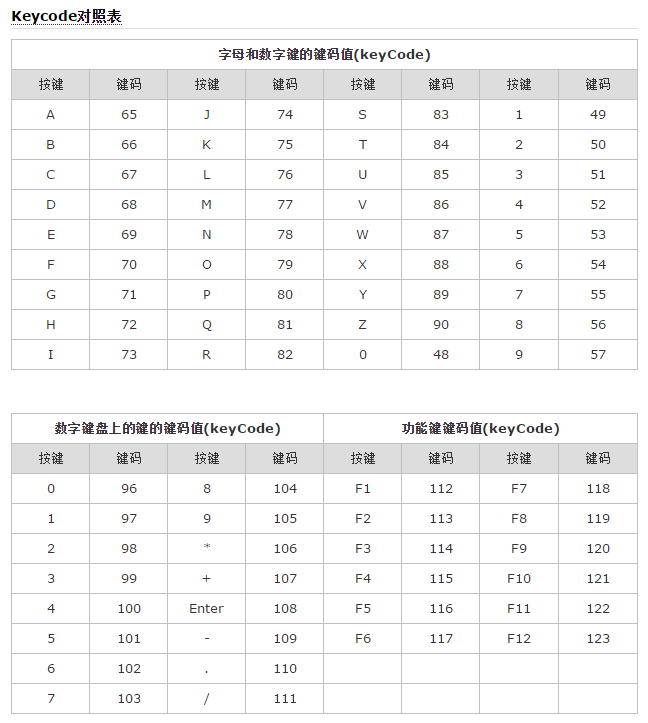 Keycode对照表
字母和数字键的键码值(keyCode)
按键 键码 按键 键码 按键 键码 按键 键码
A 65 J 74 S 83 1 49
B 66 K 75 T 84 2 50
C 67 L 76 U 85 3 51
D 68 M 77 V 86 4 52
E 69 N 78 W 87 5 53
F 70 O 79 X 88 6 54
G 71 P 80 Y 89 7 55
H 72 Q 81 Z 90 8 56
I 73 R 82 0 48 9 57
数字键盘上的键的键码值(keyCode) 功能键键码值(keyCode)
按键 键码 按键 键码 按键 键码 按键 键码
0 96 8 104 F1 112 F7 118
1 97 9 105 F2 113 F8 119
2 98 * 106 F3 114 F9 120
3 99 + 107 F4 115 F10 121
4 100 Enter 108 F5 116 F11 122
5 101 - 109 F6 117 F12 123
6 102 . 110
7 103 / 111